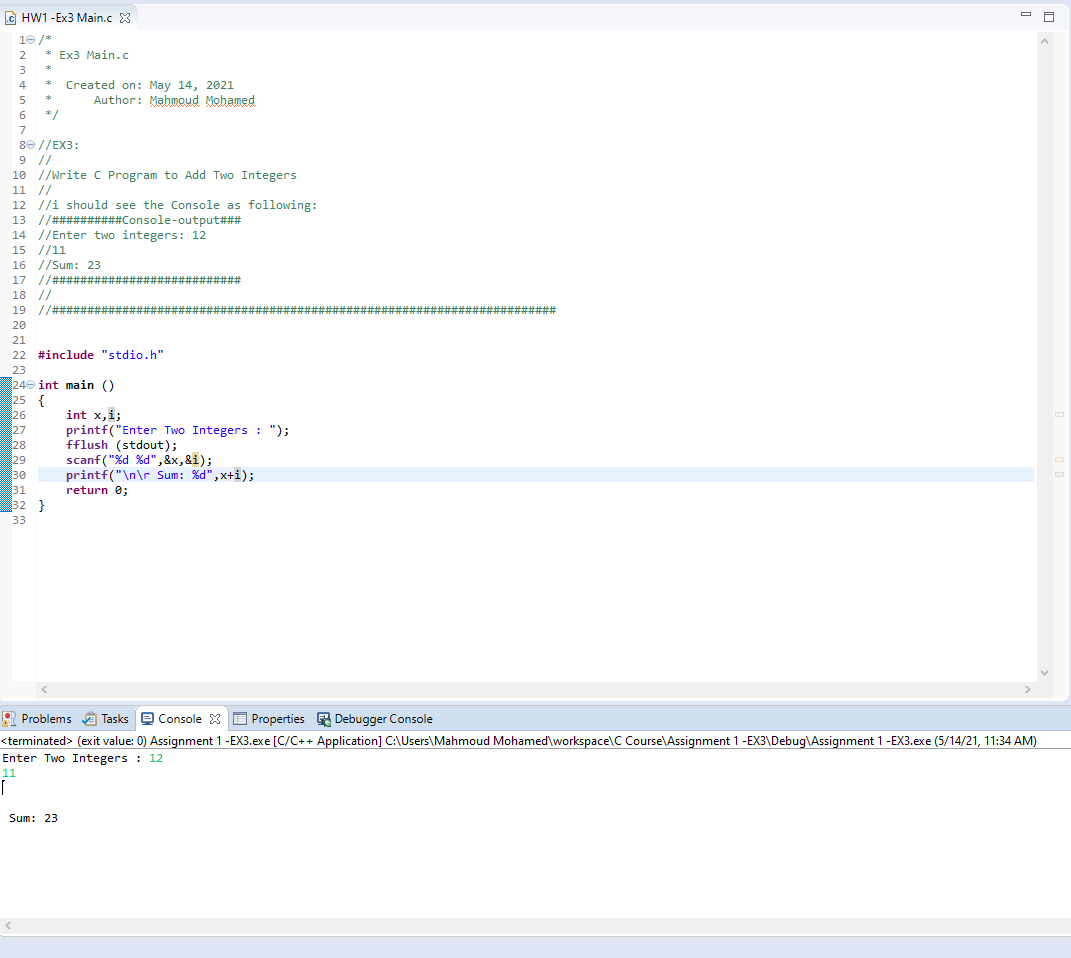 HW1 -Ex3 Main.c
1 /*
2  * Ex3 Main.c
3  *
4  *  Created on: May 14, 2021
5  *      Author: Mahmoud Mohamed
6  */
7
8 //EX3:
9 //
10 //Write C Program to Add Two Integers
11 //
12 //i should see the Console as following:
13 //##########Console-output###
14 //Enter two integers: 12
15 //11
16 //Sum: 23
17 //###########################
18 //
19 //########################################################################
20
21
22 #include "stdio.h"
23
24 int main ()
25 {
26     int x,i;
27     printf("Enter Two Integers : ");
28     fflush (stdout);
29     scanf("%d %d",&x,&i);
30     printf("\n\r Sum: %d",x+i);
31     return 0;
32 }
33
Problems Tasks Console Properties Debugger Console
<terminated> (exit value: 0) Assignment 1 -EX3.exe [C/C++ Application] C:\Users\Mahmoud Mohamed\workspace\C Course\Assignment 1 -EX3\Debug\Assignment 1 -EX3.exe (5/14/21, 11:34 AM)
Enter Two Integers : 12
11
 Sum: 23